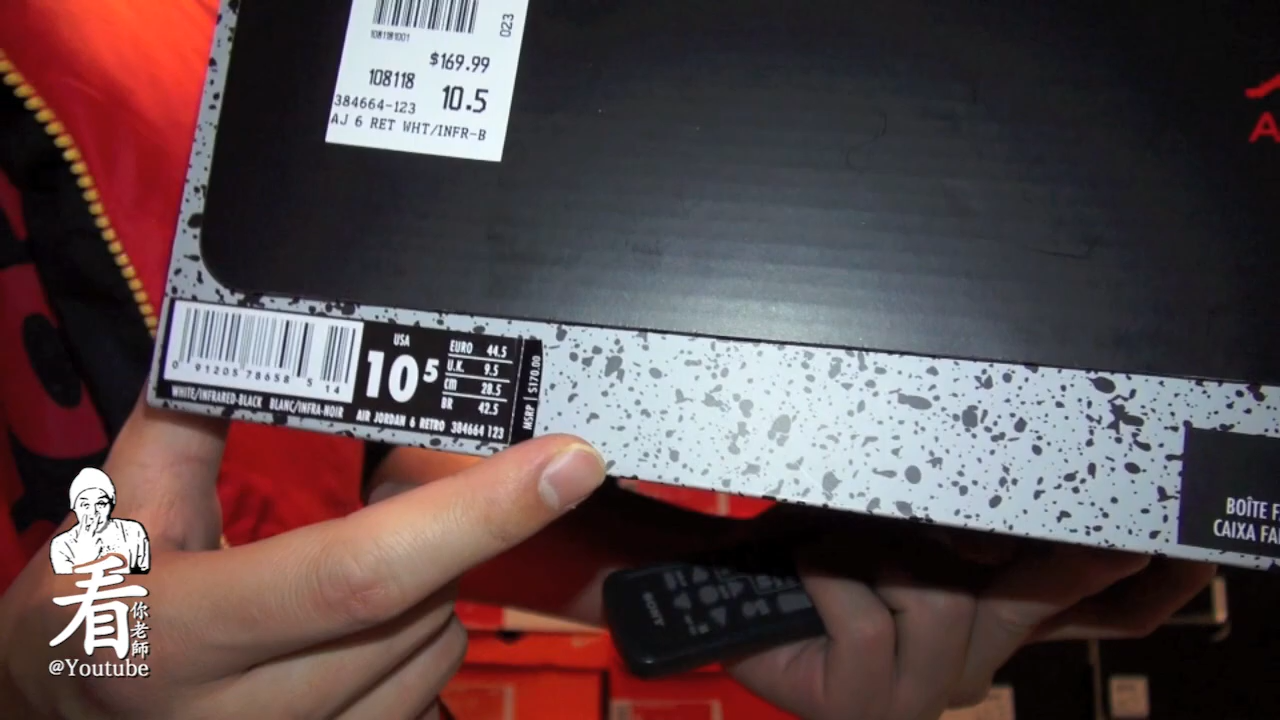 023
1081181001
$169.99
108118
10.5
384664-123
AJ 6 RET WHT/INFR-B
0 91205 78658 5 14
USA
10⁵
EURO 44.5
U.K. 9.5
cm 28.5
BR 42.5
MSRP | $170.00
WHITE/INFRARED-BLACK BLANC/INFRA-NOIR
AIR JORDAN 6 RETRO 384664 123
BOÎTE F
CAIXA FA
SONY
看
你老師
@Youtube